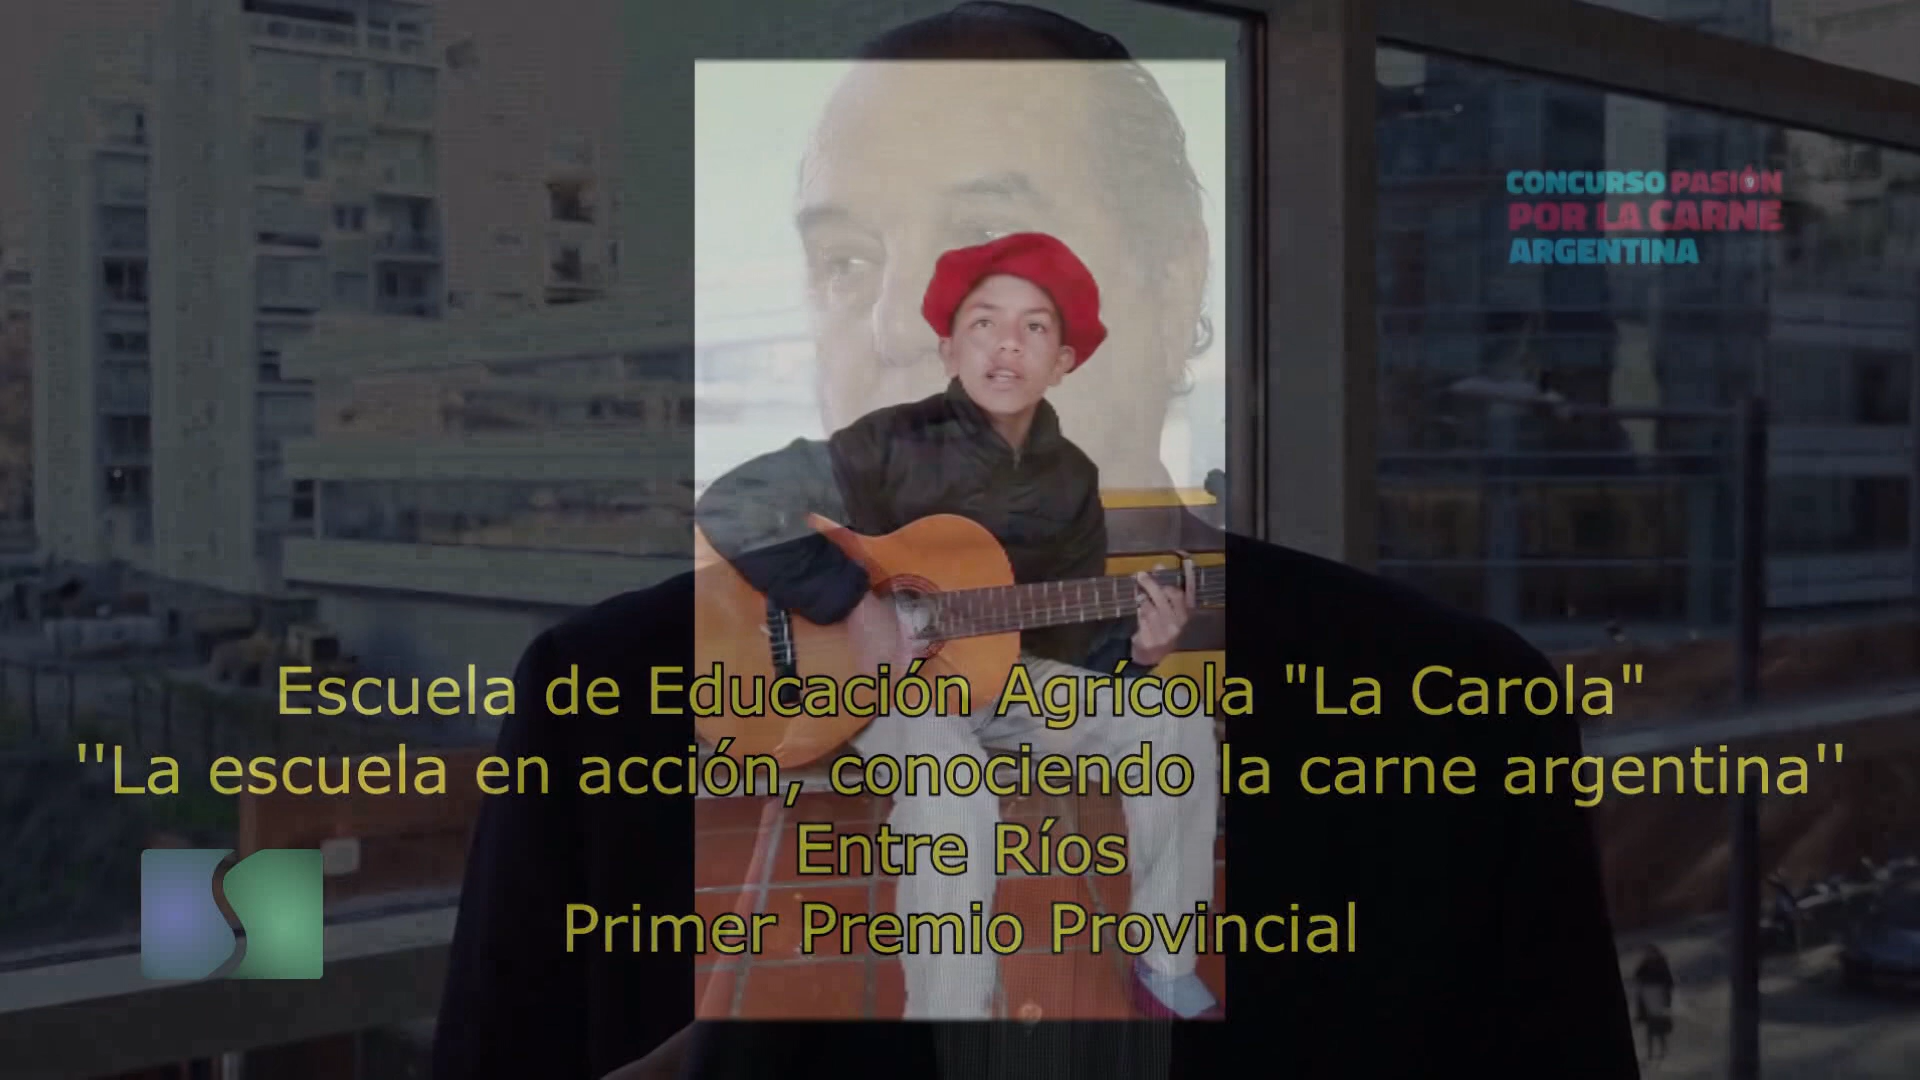 CONCURSO PASIÓN
POR LA CARNE
ARGENTINA
Escuela de Educación Agrícola "La Carola"
''La escuela en acción, conociendo la carne argentina''
Entre Ríos
Primer Premio Provincial